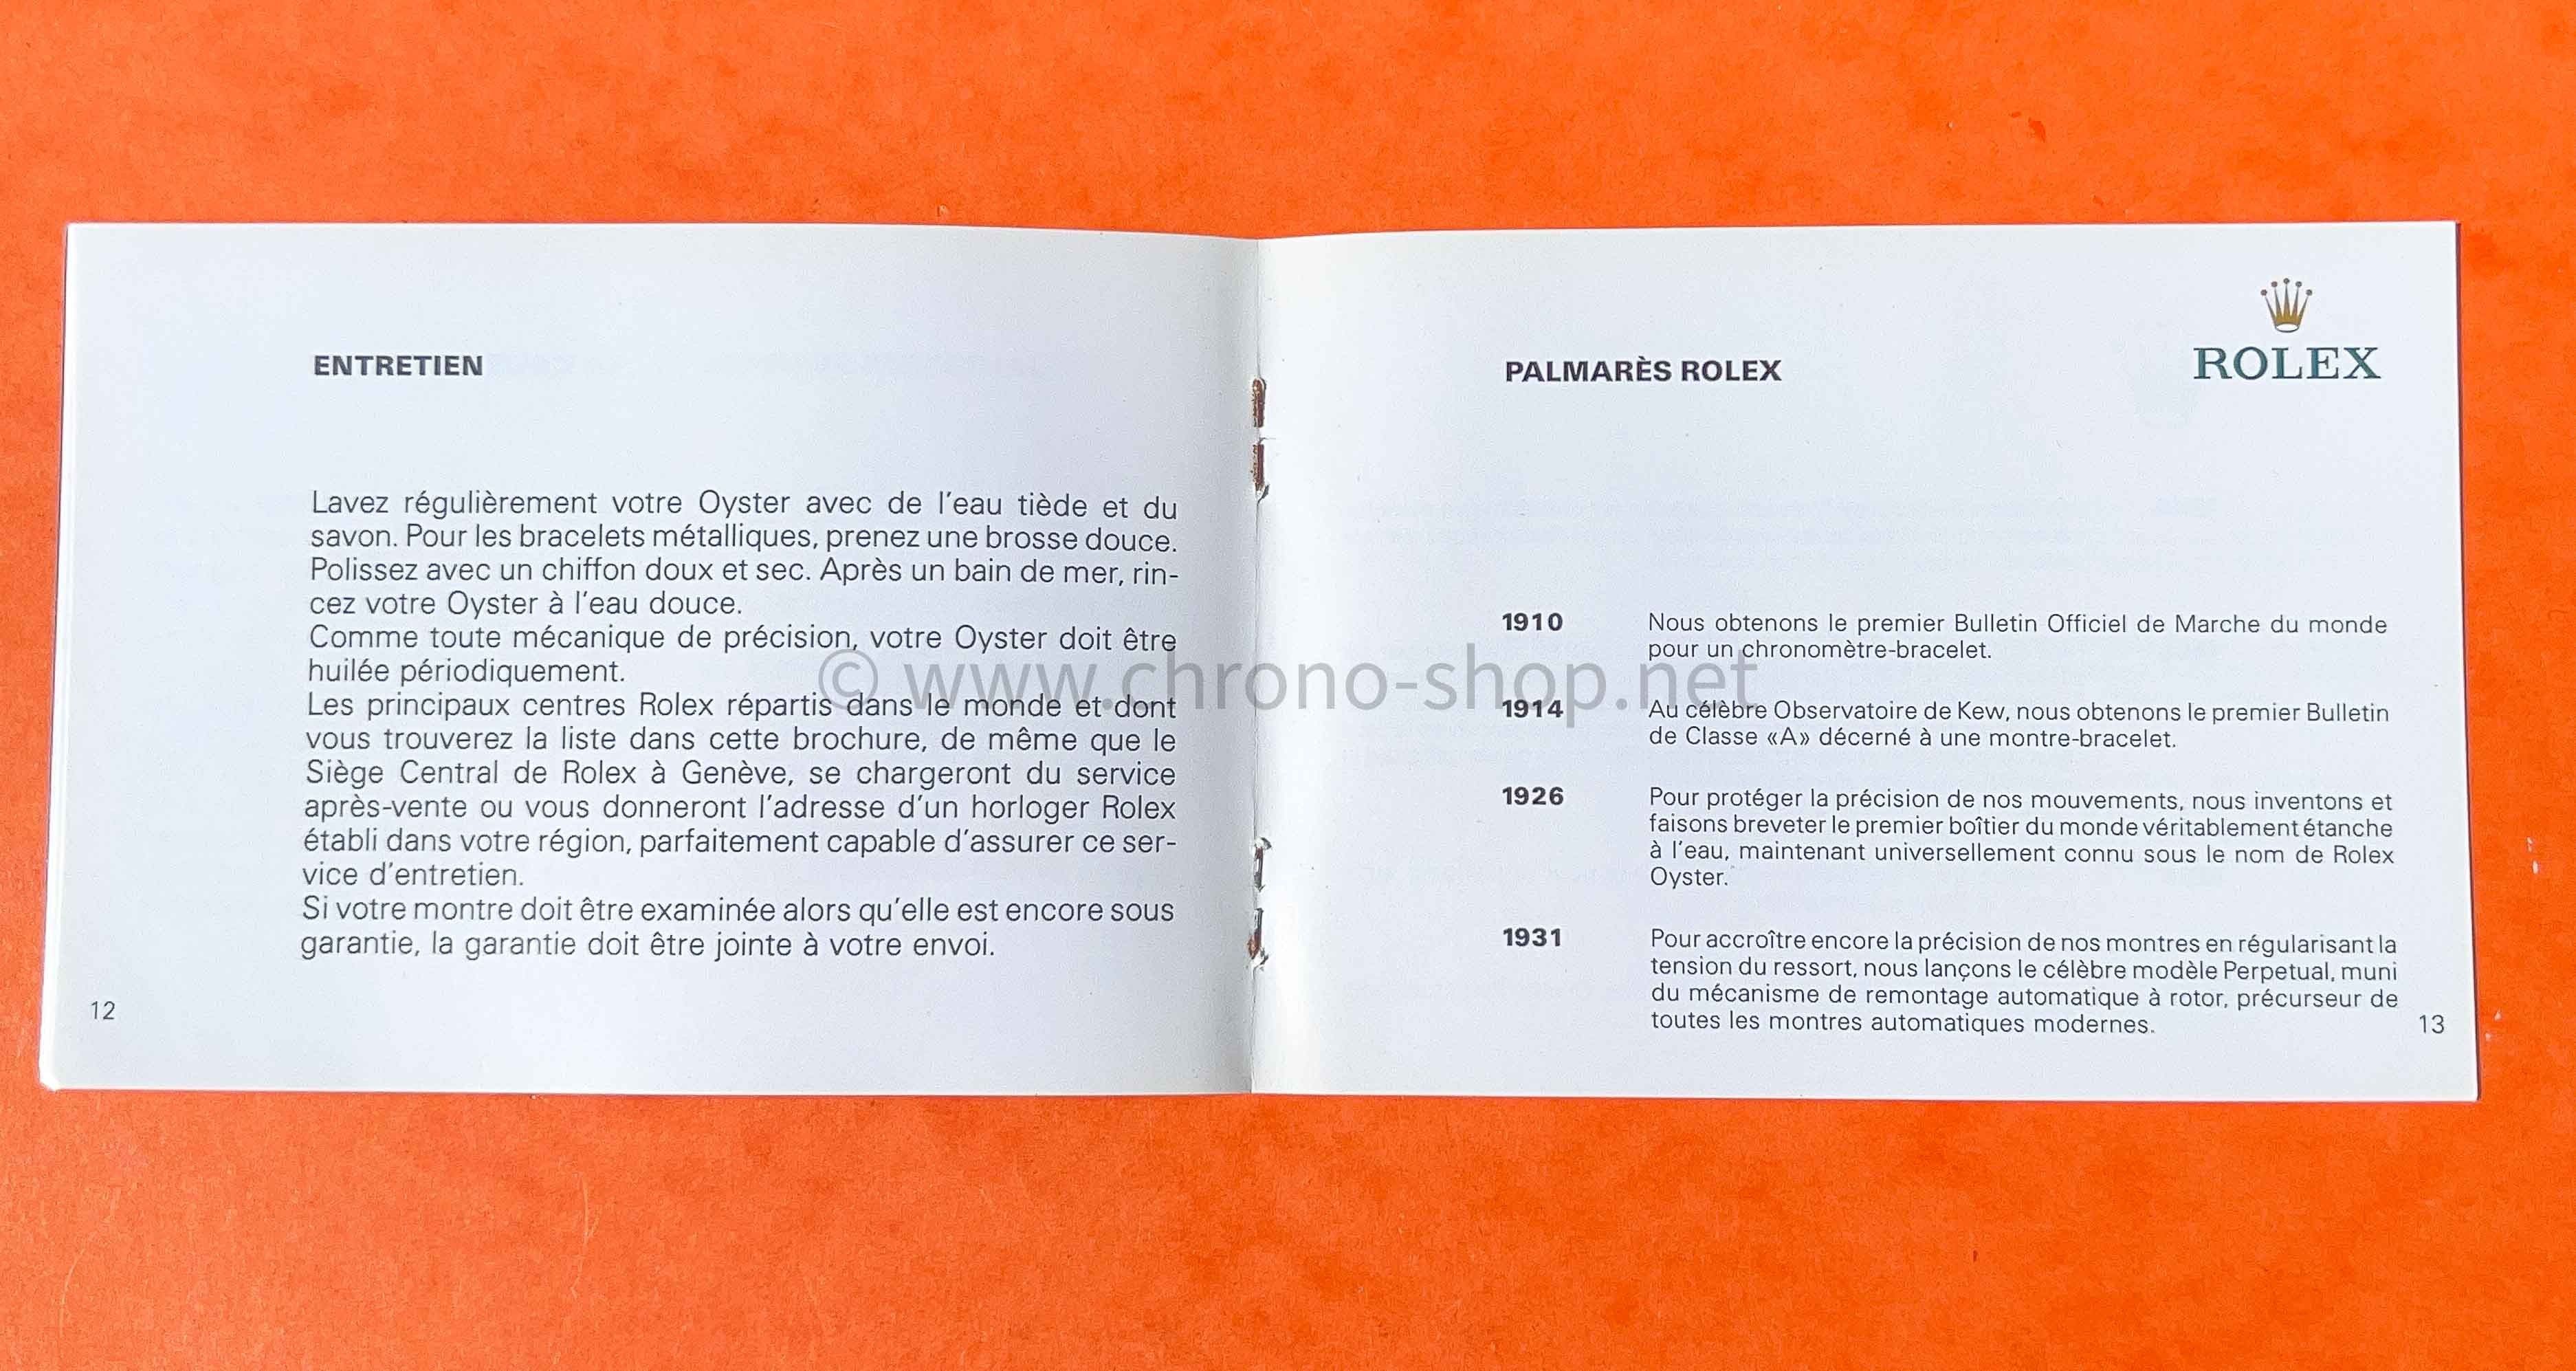 ENTRETIEN
Lavez régulièrement votre Oyster avec de l'eau tiède et du
savon. Pour les bracelets métalliques, prenez une brosse douce.
Polissez avec un chiffon doux et sec. Après un bain de mer, rin-
cez votre Oyster à l'eau douce.
Comme toute mécanique de précision, votre Oyster doit être
huilée périodiquement.
Les principaux centres Rolex répartis dans le monde et dont
vous trouverez la liste dans cette brochure, de même que le
Siège Central de Rolex à Genève, se chargeront du service
après-vente ou vous donneront l'adresse d'un horloger Rolex
établi dans votre région, parfaitement capable d'assurer ce ser-
vice d'entretien.
Si votre montre doit être examinée alors qu'elle est encore sous
garantie, la garantie doit être jointe à votre envoi.
12
ROLEX
PALMARÈS ROLEX
1910 Nous obtenons le premier Bulletin Officiel de Marche du monde
pour un chronomètre-bracelet.
1914 Au célèbre Observatoire de Kew, nous obtenons le premier Bulletin
de Classe «A» décerné à une montre-bracelet.
1926 Pour protéger la précision de nos mouvements, nous inventons et
faisons breveter le premier boîtier du monde véritablement étanche
à l'eau, maintenant universellement connu sous le nom de Rolex
Oyster.
1931 Pour accroître encore la précision de nos montres en régularisant la
tension du ressort, nous lançons le célèbre modèle Perpetual, muni
du mécanisme de remontage automatique à rotor, précurseur de
toutes les montres automatiques modernes.
13
© www.chrono-shop.net